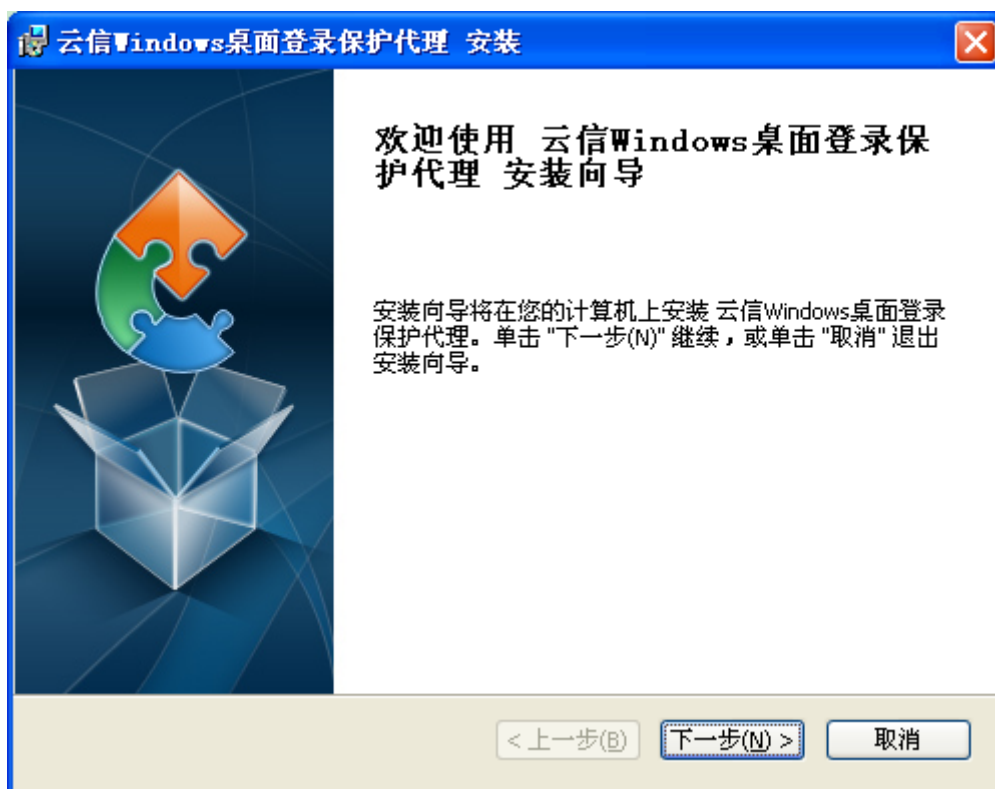 云信Windows桌面登录保护代理 安装
欢迎使用 云信Windows桌面登录保
护代理 安装向导
安装向导将在您的计算机上安装 云信Windows桌面登录
保护代理。单击 "下一步(N)" 继续，或单击 "取消" 退出
安装向导。
< 上一步(B) 下一步(N) > 取消